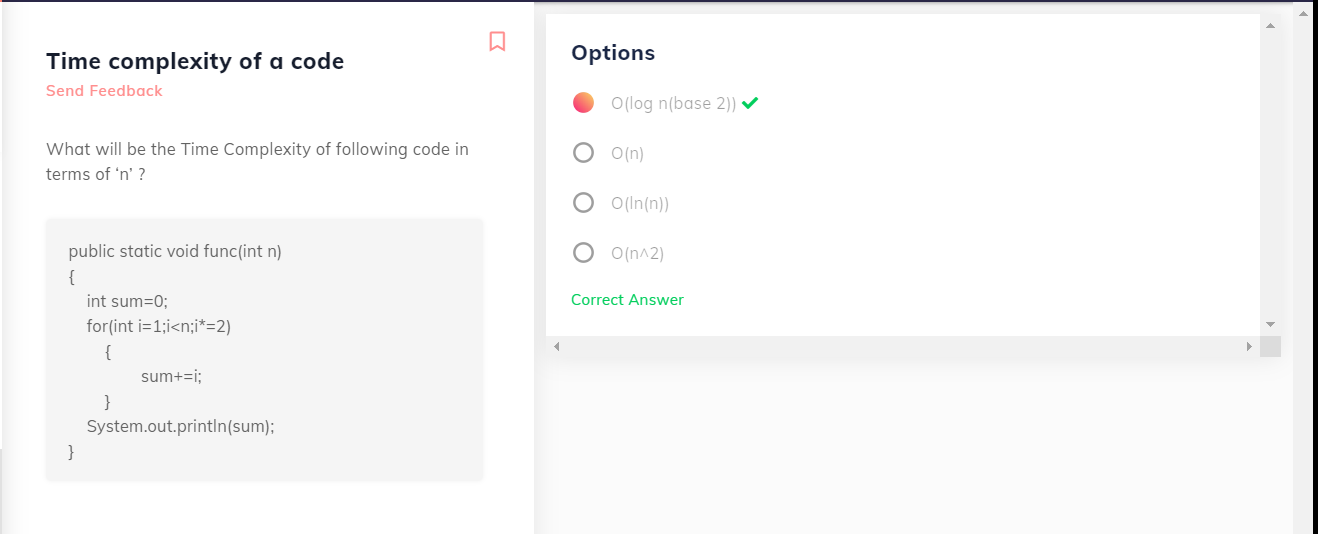 Time complexity of a code
Send Feedback
What will be the Time Complexity of following code in
terms of ‘n’ ?
public static void func(int n)
{
int sum=0;
for(int i=1;i<n;i*=2)
{
sum+=i;
}
System.out.println(sum);
}
Options
O(log n(base 2))
O(n)
O(ln(n))
O(n^2)
Correct Answer